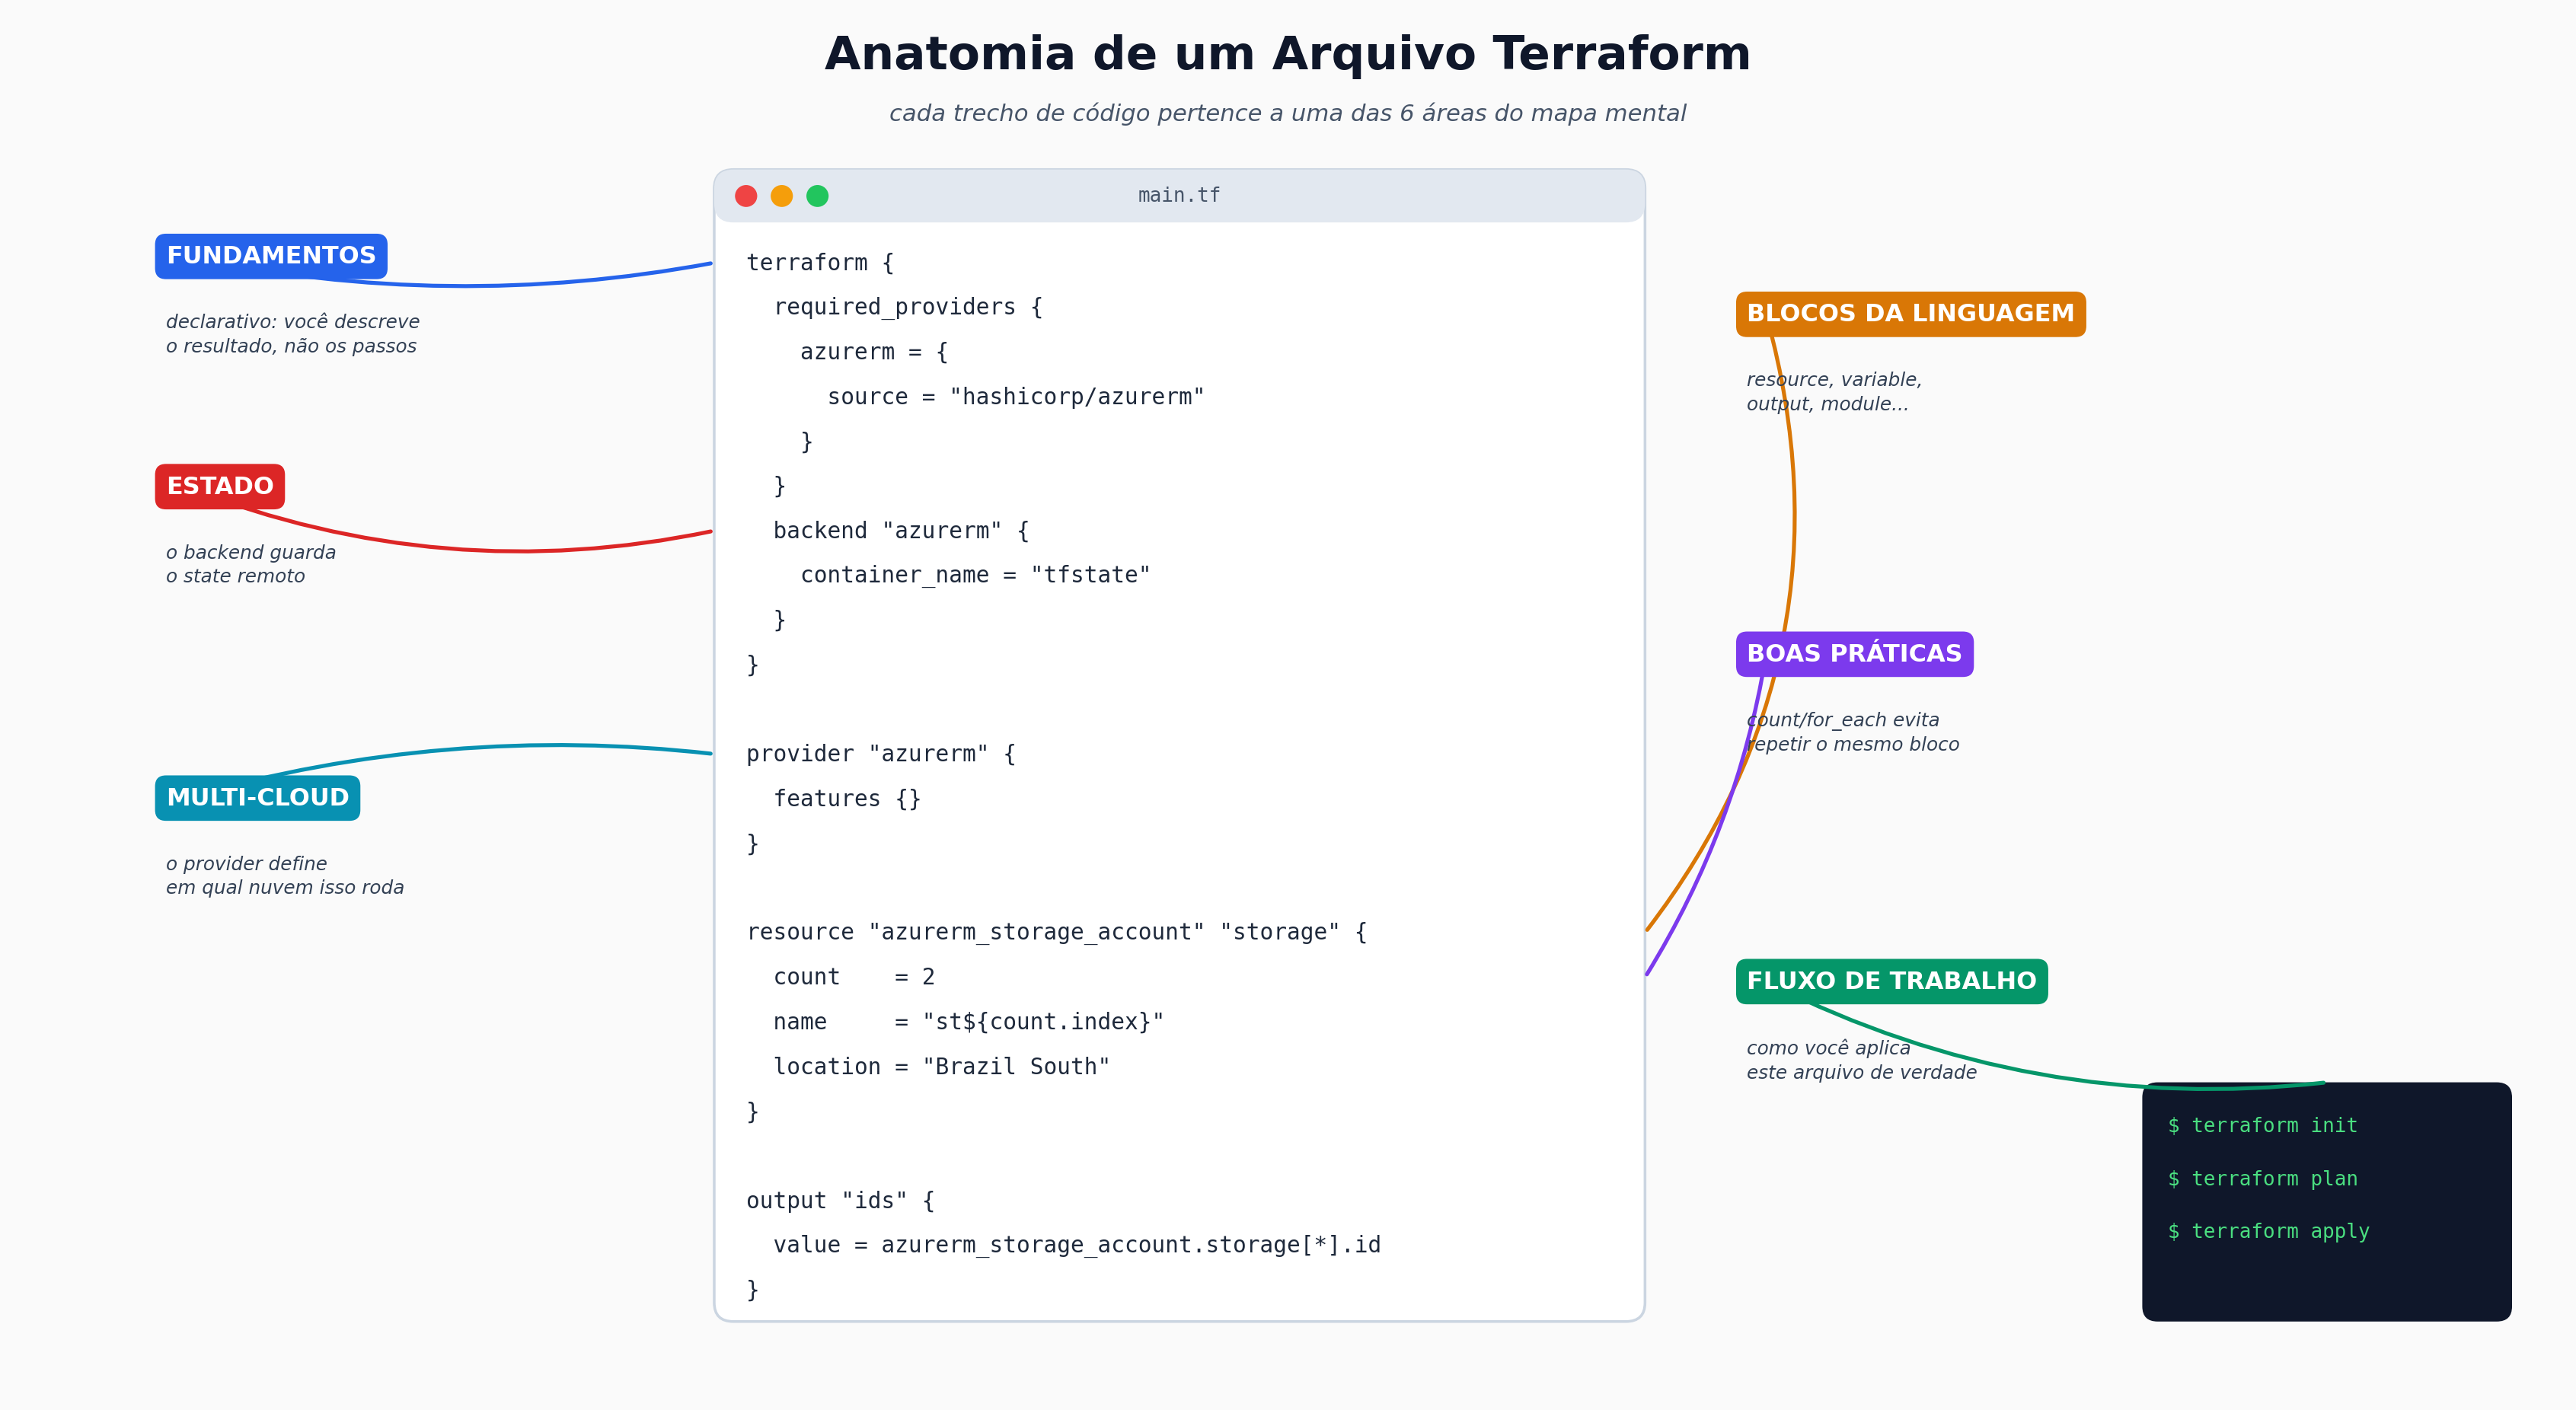 Anatomia de um Arquivo Terraform
cada trecho de código pertence a uma das 6 áreas do mapa mental
FUNDAMENTOS
declarativo: você descreve
o resultado, não os passos
ESTADO
o backend guarda
o state remoto
MULTI-CLOUD
o provider define
em qual nuvem isso roda
main.tf
terraform {
  required_providers {
    azurerm = {
      source = "hashicorp/azurerm"
    }
  }
  backend "azurerm" {
    container_name = "tfstate"
  }
}
provider "azurerm" {
  features {}
}
resource "azurerm_storage_account" "storage" {
  count    = 2
  name     = "st${count.index}"
  location = "Brazil South"
}
output "ids" {
  value = azurerm_storage_account.storage[*].id
}
BLOCOS DA LINGUAGEM
resource, variable,
output, module...
BOAS PRÁTICAS
count/for_each evita
repetir o mesmo bloco
FLUXO DE TRABALHO
como você aplica
este arquivo de verdade
$ terraform init
$ terraform plan
$ terraform apply